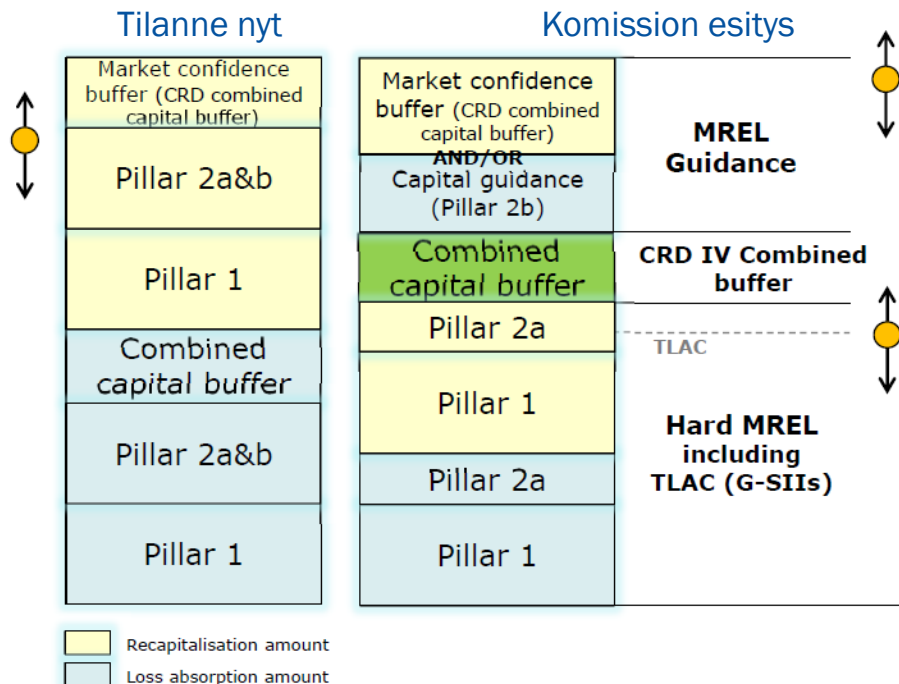 Tilanne nyt
Market confidence
buffer (CRD combined
capital buffer)
Pillar 2a&b
Pillar 1
Combined
capital buffer
Pillar 2a&b
Pillar 1
Komission esitys
Market confidence
buffer (CRD combined
capital buffer)
AND/OR
Capital guidance
(Pillar 2b)
Combined
capital buffer
Pillar 2a
Pillar 1
Pillar 2a
Pillar 1
MREL
Guidance
CRD IV Combined
buffer
TLAC
Hard MREL
including
TLAC (G-SIIs)
Recapitalisation amount
Loss absorption amount